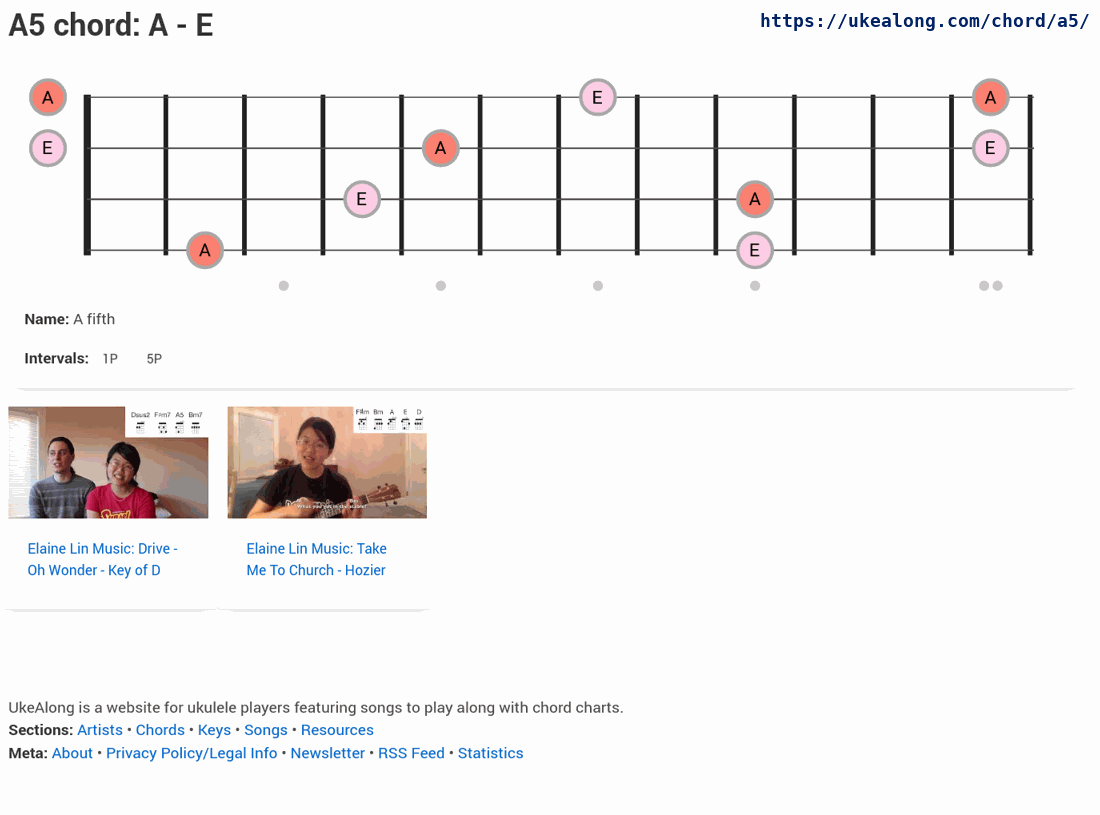 A5 chord: A - E
https://ukealong.com/chord/a5/
A E A
E A E
E A
A E
Name: A fifth
Intervals: 1P 5P
Dsus2 F#m7 A5 Bm7
F#m Bm A E D
Elaine Lin Music: Drive -
Oh Wonder - Key of D
Elaine Lin Music: Take
Me To Church - Hozier
UkeAlong is a website for ukulele players featuring songs to play along with chord charts.
Sections: Artists • Chords • Keys • Songs • Resources
Meta: About • Privacy Policy/Legal Info • Newsletter • RSS Feed • Statistics